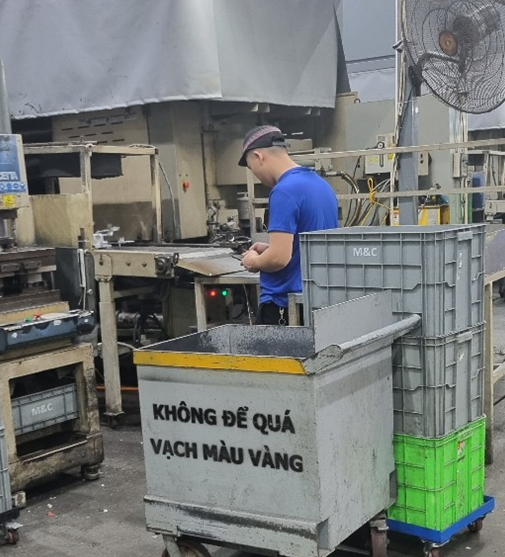 M&C
KHÔNG ĐỂ QUÁ
VẠCH MÀU VÀNG
M&C